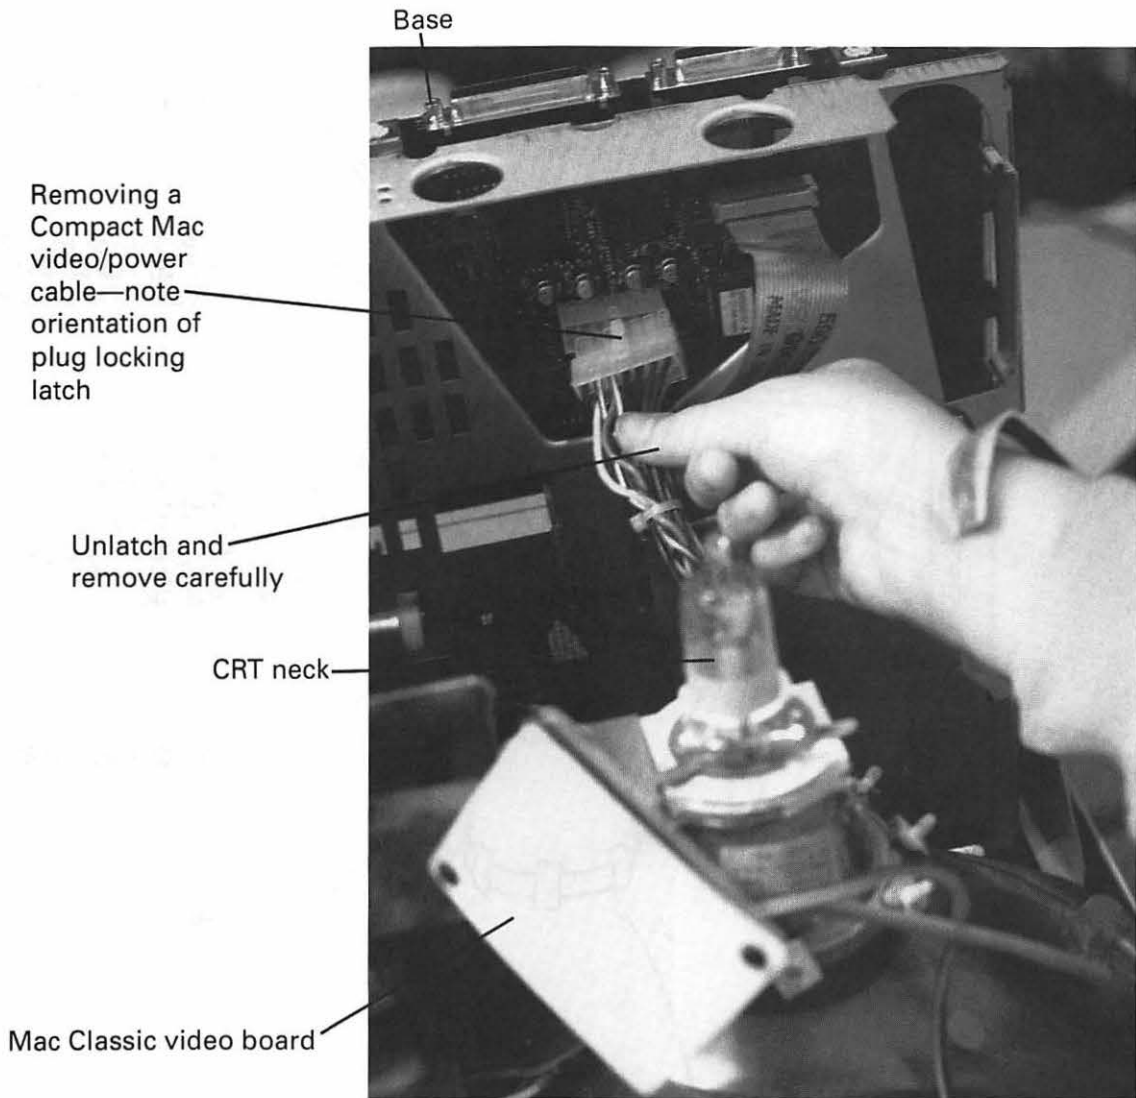 Base
Removing a
Compact Mac
video/power
cable—note
orientation of
plug locking
latch
Unlatch and
remove carefully
CRT neck
Mac Classic video board